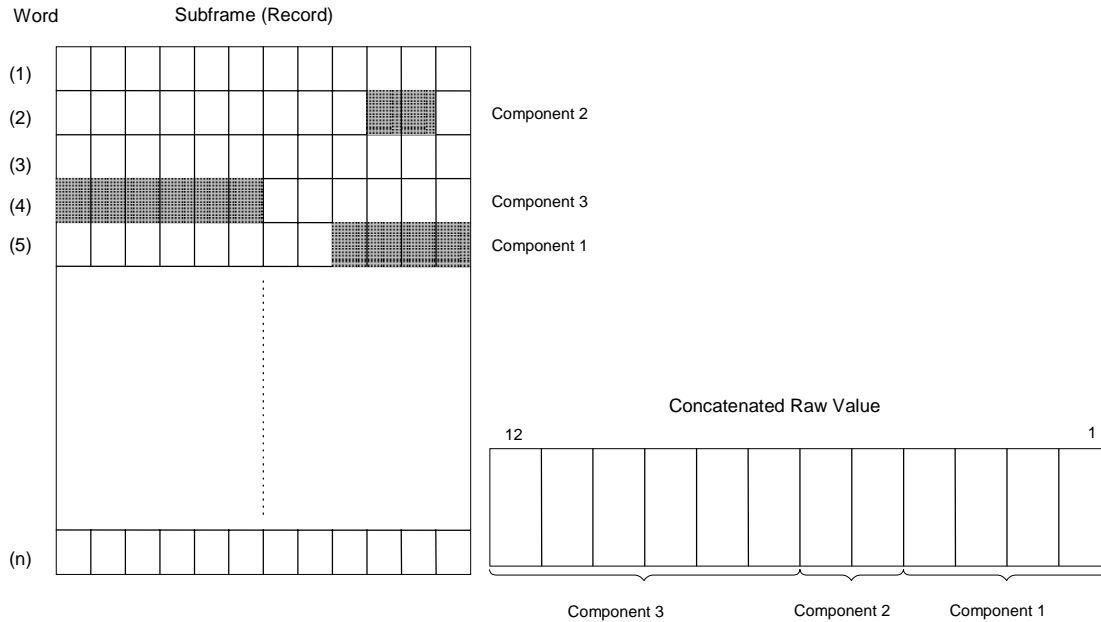 Word Subframe (Record)
(1)
(2) Component 2
(3)
(4) Component 3
(5) Component 1
Concatenated Raw Value
12 1
(n)
Component 3 Component 2 Component 1